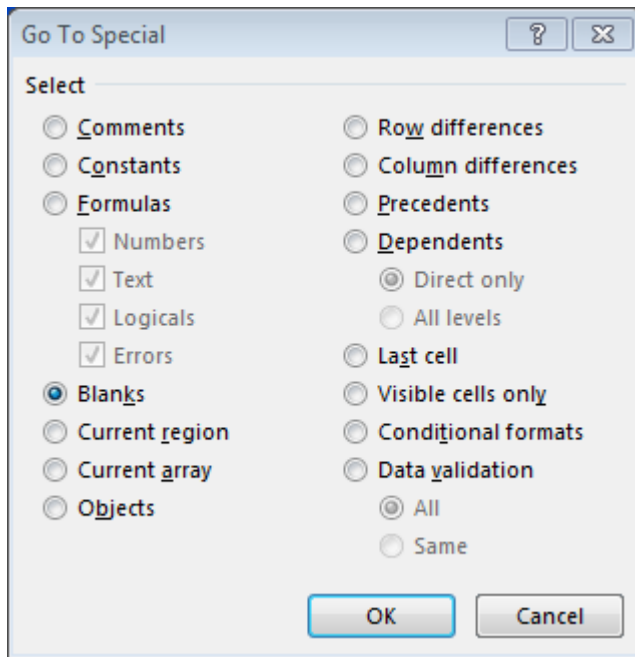 Go To Special
Select
Comments
Constants
Formulas
Numbers
Text
Logicals
Errors
Blanks
Current region
Current array
Objects
Row differences
Column differences
Precedents
Dependents
Direct only
All levels
Last cell
Visible cells only
Conditional formats
Data validation
All
Same
OK
Cancel